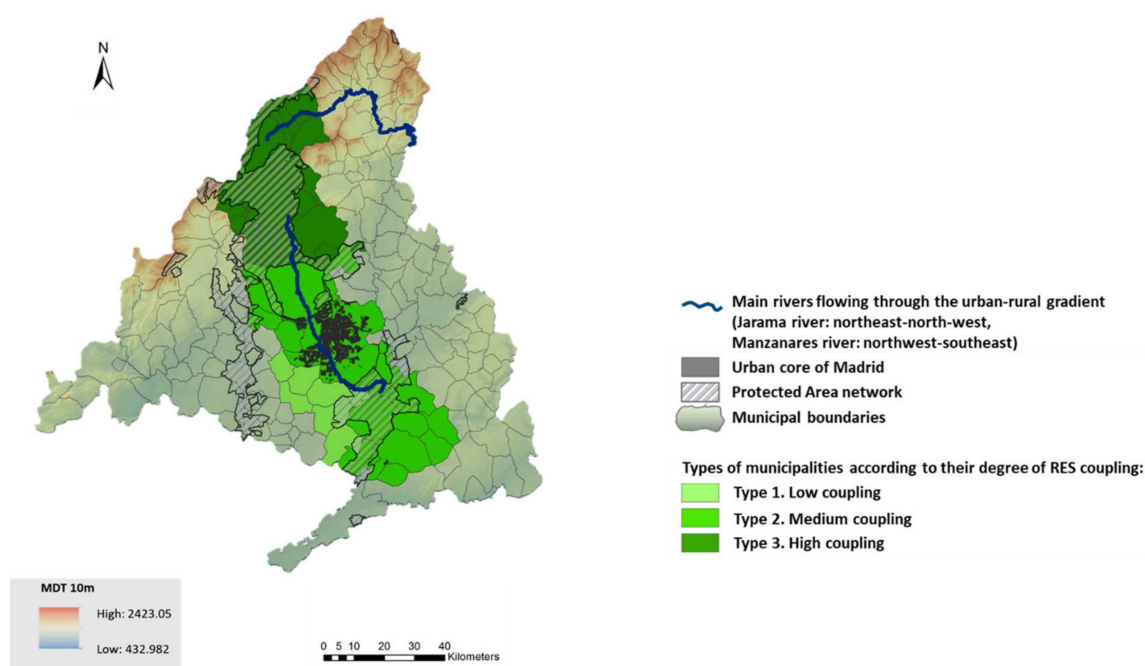 N
Main rivers flowing through the urban-rural gradient
(Jarama river: northeast-north-west,
Manzanares river: northwest-southeast)
Urban core of Madrid
Protected Area network
Municipal boundaries
Types of municipalities according to their degree of RES coupling:
Type 1. Low coupling
Type 2. Medium coupling
Type 3. High coupling
MDT 10m
High: 2423.05
Low: 432.982
0 5 10 20 30 40
Kilometers